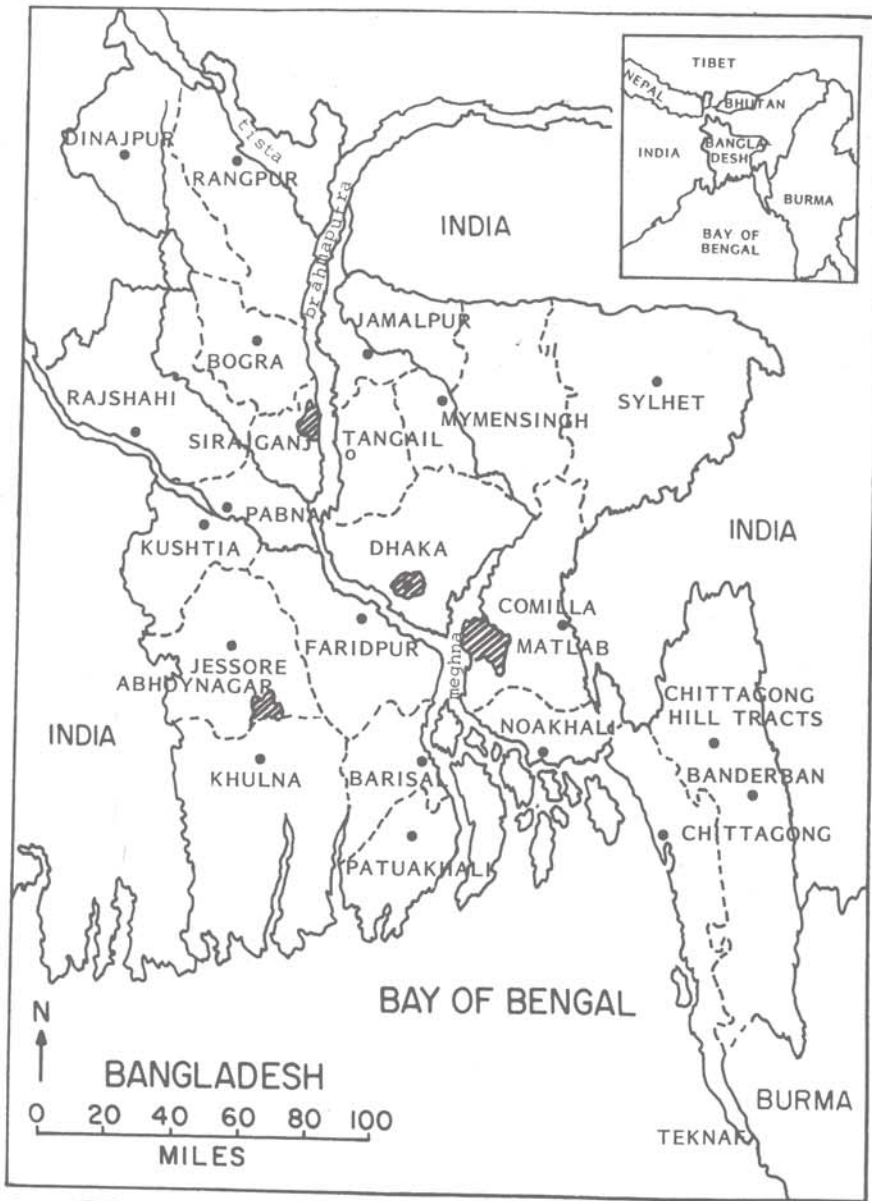 TIBET
NEPAL
BHUTAN
BANGLA
DESH
INDIA
BURMA
BAY OF
BENGAL
DINAJPUR
tista
RANGPUR
brahmaputra
INDIA
JAMALPUR
BOGRA
RAJSHAHI
SYLHET
MYMENSINGH
SIRAJGANJ
TANGAIL
PABNA
KUSHTIA
DHAKA
INDIA
COMILLA
MATLAB
meghna
FARIDPUR
JESSORE
ABHOYNAGAR
CHITTAGONG
HILL TRACTS
NOAKHALI
INDIA
KHULNA
BARISAL
BANDERBAN
CHITTAGONG
PATUAKHALI
BAY OF BENGAL
N
BANGLADESH
0 20 40 60 80 100
MILES
BURMA
TEKNAF